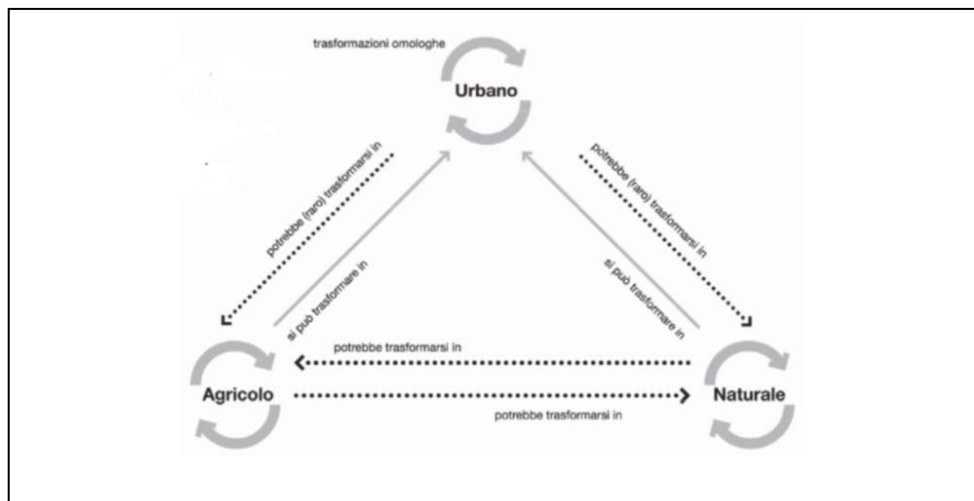 trasformazioni omologhe
Urbano
potrebbe (raro) trasformarsi in
potrebbe (raro) trasformarsi in
si può trasformare in
si può trasformare in
potrebbe trasformarsi in
Agricolo
Naturale
potrebbe trasformarsi in